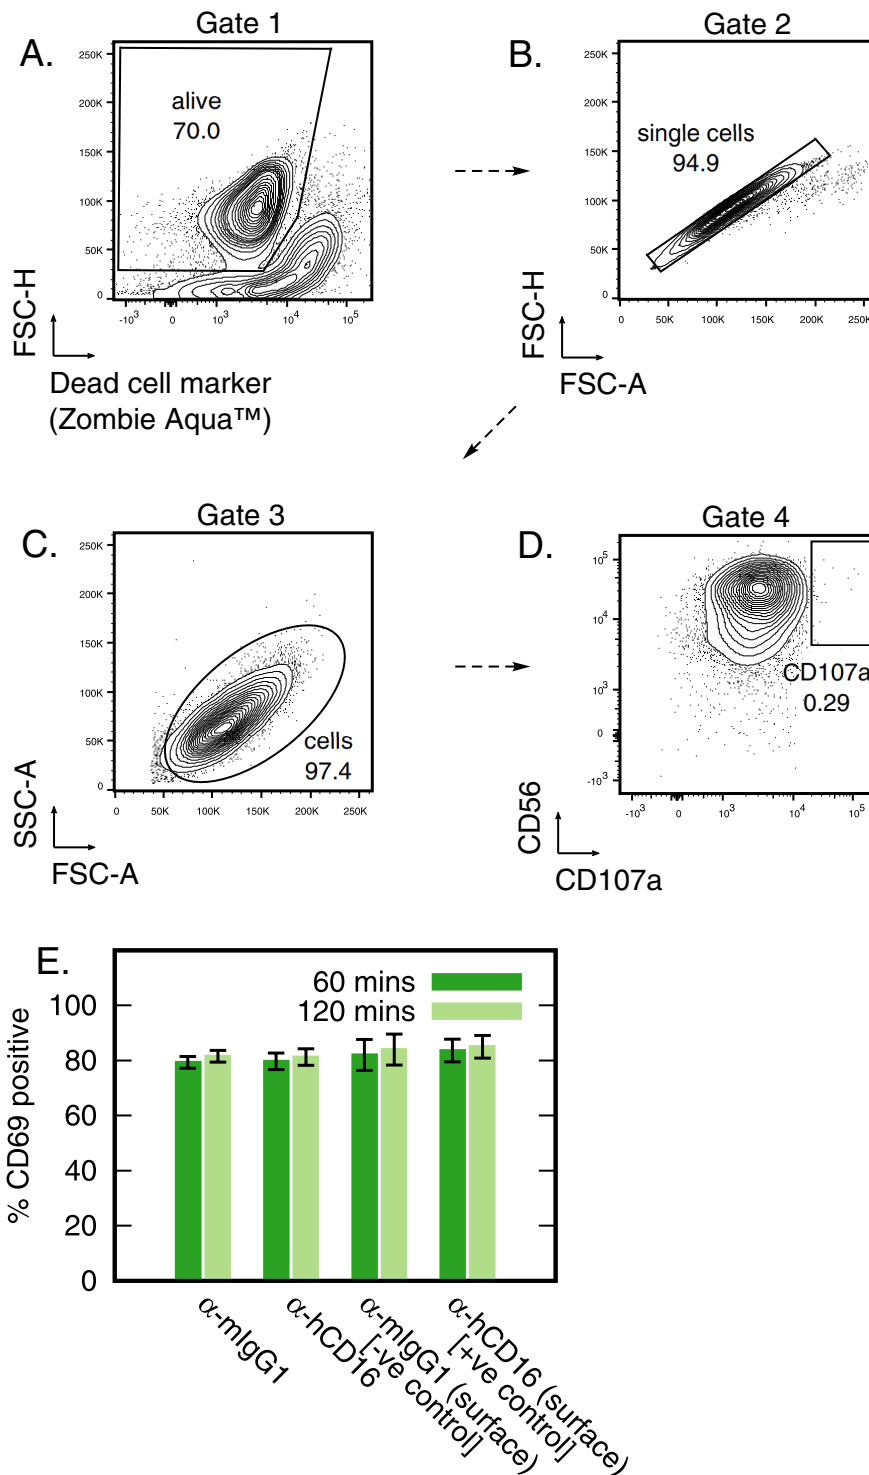 Gate 1
A.
250K
200K
150K
100K
50K
0
alive
70.0
-10³ 0 10³ 10⁴ 10⁵
FSC-H
Dead cell marker
(Zombie Aqua™)
Gate 2
B.
250K
200K
150K
100K
50K
0
single cells
94.9
0 50K 100K 150K 200K 250K
FSC-H
FSC-A
Gate 3
C.
250K
200K
150K
100K
50K
0
cells
97.4
0 50K 100K 150K 200K 250K
SSC-A
FSC-A
Gate 4
D.
10⁵
10⁴
10³
0
-10³
CD107a
0.29
-10³ 0 10³ 10⁴ 10⁵
CD56
CD107a
E.
60 mins
120 mins
% CD69 positive
100
80
60
40
20
0
α-mIgG1
α-hCD16
α-mIgG1 (surface)
[-ve control]
α-hCD16 (surface)
[+ve control]